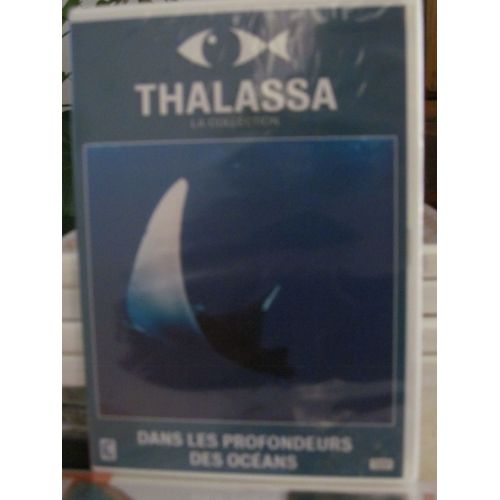 THALASSA
LA COLLECTION
DANS LES PROFONDEURS
DES OCÉANS